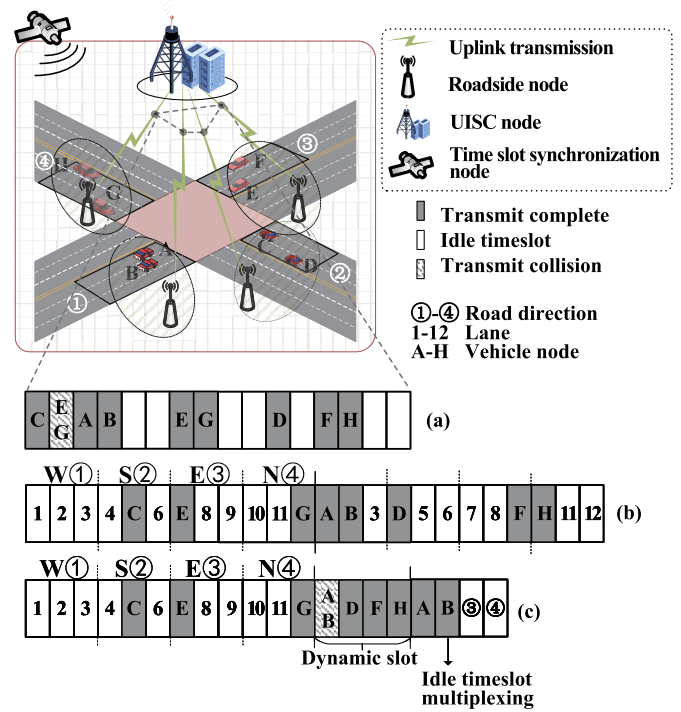 Uplink transmission
Roadside node
UISC node
Time slot synchronization
node
Transmit complete
Idle timeslot
Transmit collision
①-④ Road direction
1-12 Lane
A-H Vehicle node
③
④ H F
G E
A C
B D
① ②
C E G A B E G D F H (a)
W① S② E③ N④
1 2 3 4 C 6 E 8 9 10 11 G A B 3 D 5 6 7 8 F H 11 12 (b)
W① S② E③ N④
1 2 3 4 C 6 E 8 9 10 11 G A B D F H A B ③ ④ (c)
Dynamic slot
Idle timeslot
multiplexing